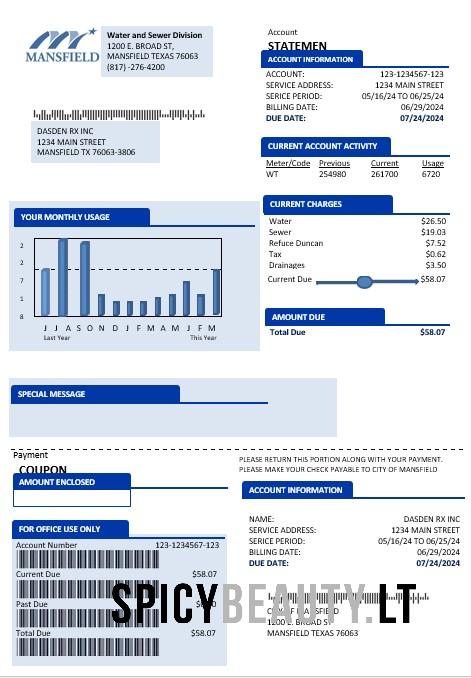 MANSFIELD
Water and Sewer Division
1200 E. BROAD ST,
MANSFIELD TEXAS 76063
(817) -276-4200
DASDEN RX INC
1234 MAIN STREET
MANSFIELD TX 76063-3806
Account
STATEMEN
ACCOUNT INFORMATION
ACCOUNT: 123-1234567-123
SERVICE ADDRESS: 1234 MAIN STREET
SERICE PERIOD: 05/16/24 TO 06/25/24
BILLING DATE: 06/29/2024
DUE DATE: 07/24/2024
CURRENT ACCOUNT ACTIVITY
Meter/Code Previous Current Usage
WT 254980 261700 6720
YOUR MONTHLY USAGE
2
2
7
1
8
J J A S O N D J F M A M J J F M
Last Year This Year
CURRENT CHARGES
Water $26.50
Sewer $19.03
Refuce Duncan $7.52
Tax $0.62
Drainages $3.50
Current Due $58.07
AMOUNT DUE
Total Due $58.07
SPECIAL MESSAGE
Payment
COUPON
AMOUNT ENCLOSED
PLEASE RETURN THIS PORTION ALONG WITH YOUR PAYMENT.
PLEASE MAKE YOUR CHECK PAYABLE TO CITY OF MANSFIELD
ACCOUNT INFORMATION
NAME: DASDEN RX INC
SERVICE ADDRESS: 1234 MAIN STREET
SERICE PERIOD: 05/16/24 TO 06/25/24
BILLING DATE: 06/29/2024
DUE DATE: 07/24/2024
FOR OFFICE USE ONLY
Account Number 123-1234567-123
Current Due $58.07
Past Due
Total Due $58.07
SPICYBEAUTY.LT
CITY OF MANSFIELD
1200 E. BROAD ST
MANSFIELD TEXAS 76063